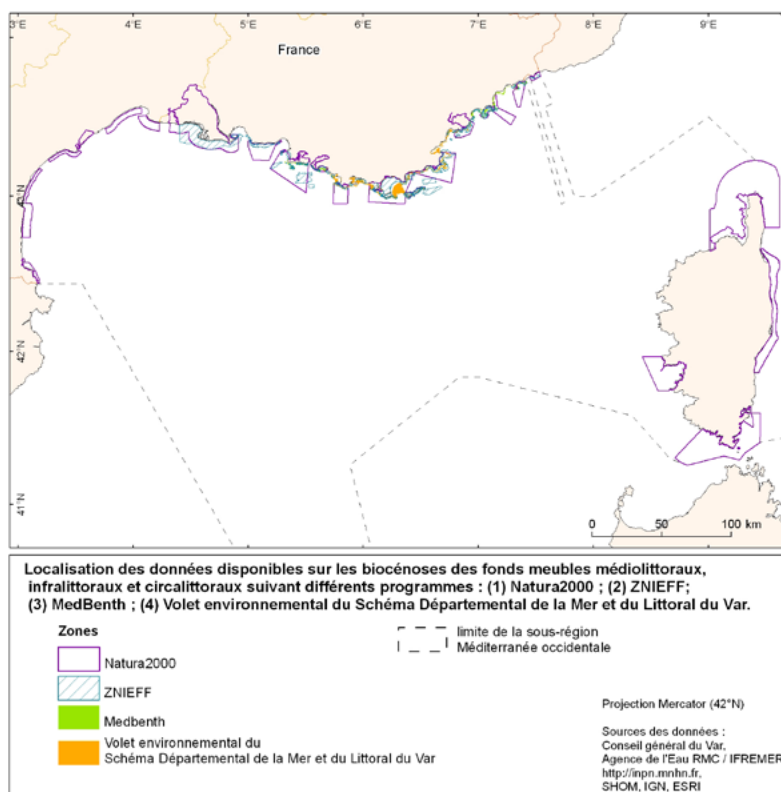 3°E
4°E
5°E
6°E
7°E
8°E
9°E
France
43°N
42°N
41°N
0 50 100 km
Localisation des données disponibles sur les biocénoses des fonds meubles médiolittoraux,
infralittoraux et circalittoraux suivant différents programmes : (1) Natura2000 ; (2) ZNIEFF;
(3) MedBenth ; (4) Volet environnemental du Schéma Départemental de la Mer et du Littoral du Var.
Zones
Natura2000
ZNIEFF
Medbenth
Volet environnemental du
Schéma Départemental de la Mer et du Littoral du Var
limite de la sous-région
Méditerranée occidentale
Projection Mercator (42°N)
Sources des données :
Conseil général du Var,
Agence de l'Eau RMC / IFREMER
http://inpn.mnhn.fr,
SHOM, IGN, ESRI